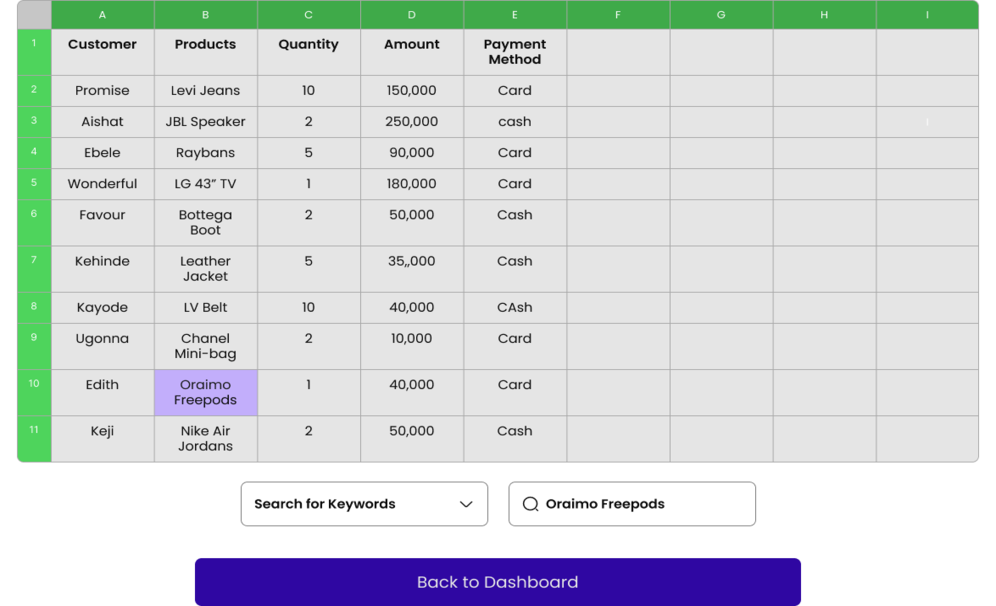 A B C D E F G H I
1 Customer Products Quantity Amount Payment
Method
2 Promise Levi Jeans 10 150,000 Card
3 Aishat JBL Speaker 2 250,000 cash I
4 Ebele Raybans 5 90,000 Card
5 Wonderful LG 43” TV 1 180,000 Card
6 Favour Bottega 2 50,000 Cash
Boot
7 Kehinde Leather 5 35,,000 Cash
Jacket
8 Kayode LV Belt 10 40,000 CAsh
9 Ugonna Chanel 2 10,000 Card
Mini-bag
10 Edith Oraimo 1 40,000 Card
Freepods
11 Keji Nike Air 2 50,000 Cash
Jordans
Search for Keywords Oraimo Freepods
Back to Dashboard